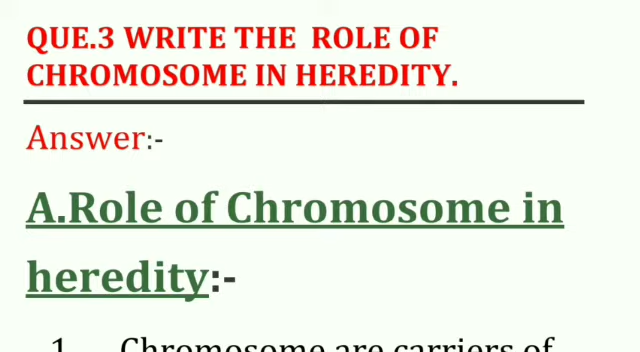 QUE.3 WRITE THE ROLE OF
CHROMOSOME IN HEREDITY.
Answer:-
A.Role of Chromosome in
heredity:-
1. Chromosome are carriers of